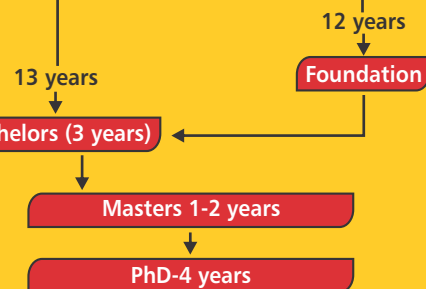 12 years
Foundation
13 years
helors (3 years)
Masters 1-2 years
PhD-4 years